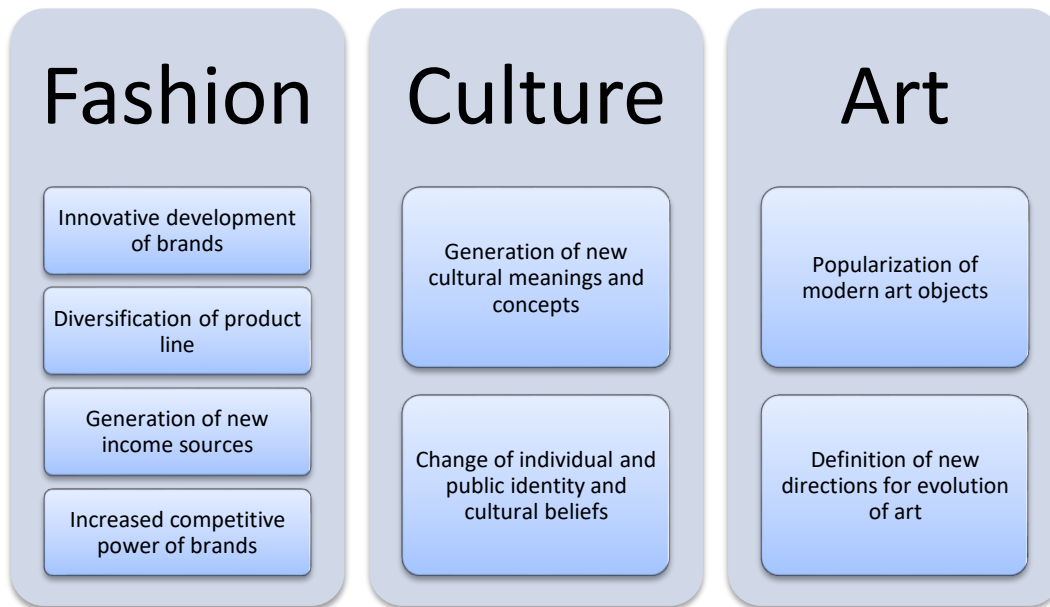 Fashion
Innovative development
of brands
Diversification of product
line
Generation of new
income sources
Increased competitive
power of brands
Culture
Generation of new
cultural meanings and
concepts
Change of individual and
public identity and
cultural beliefs
Art
Popularization of
modern art objects
Definition of new
directions for evolution
of art